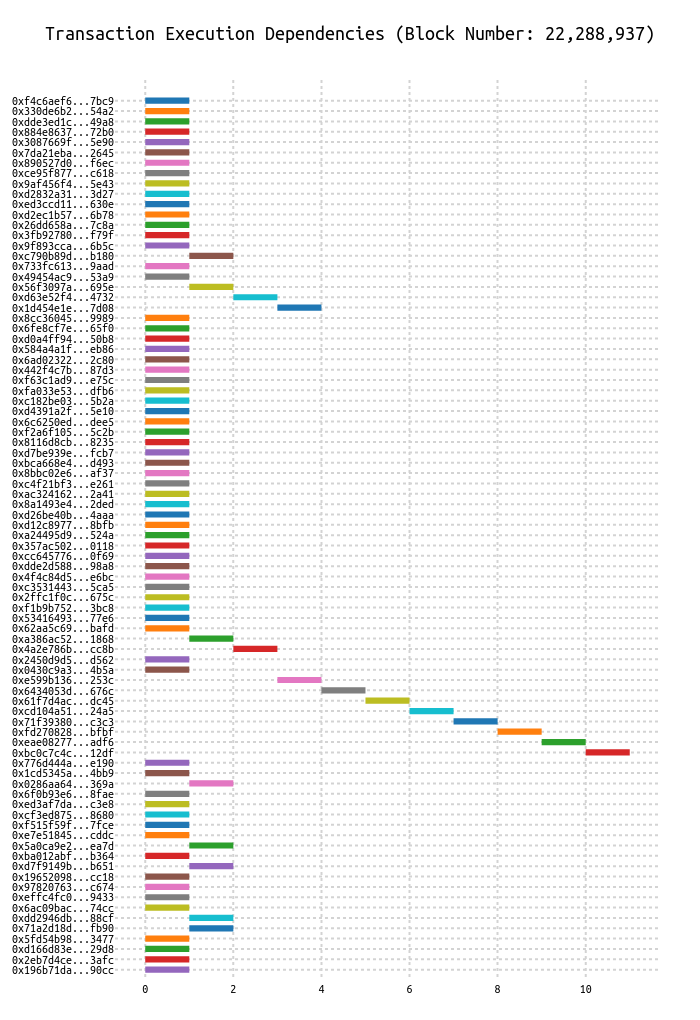 Transaction Execution Dependencies (Block Number: 22,288,937)
0xf4c6aef6...7bc9
0x330de6b2...54a2
0xdde3ed1c...49a8
0x884e8637...72b0
0x3087669f...5e90
0x7da21eba...2645
0x890527d0...f6ec
0xce95f877...c618
0x9af456f4...5e43
0xd2832a31...3d27
0xed3ccd11...630e
0xd2ec1b57...6b78
0x26dd658a...7c8a
0x3fb92780...f79f
0x9f893cca...6b5c
0xc790b89d...b180
0x733fc613...9aad
0x49454ac9...53a9
0x56f3097a...695e
0xd63e52f4...4732
0x1d454e1e...7d08
0x8cc36045...9989
0x6fe8cf7e...65f0
0xd0a4ff94...50b8
0x584a4a1f...eb86
0x6ad02322...2c80
0x442f4c7b...87d3
0xf63c1ad9...e75c
0xfa033e53...dfb6
0xc182be03...5b2a
0xd4391a2f...5e10
0x6c6250ed...dee5
0xf2a6f105...5c2b
0x8116d8cb...8235
0xd7be939e...fcb7
0xbca668e4...d493
0x8bbc02e6...af37
0xc4f21bf3...e261
0xac324162...2a41
0x8a1493e4...2ded
0xd26be40b...4aaa
0xd12c8977...8bfb
0xa24495d9...524a
0x357ac502...0118
0xcc645776...0f69
0xdde2d588...98a8
0x4f4c84d5...e6bc
0xc3531443...5ca5
0x2ffc1f0c...675c
0xf1b9b752...3bc8
0x53416493...77e6
0x62aa5c69...bafd
0xa386ac52...1868
0x4a2e786b...cc8b
0x2450d9d5...d562
0x0430c9a3...4b5a
0xe599b136...253c
0x6434053d...676c
0x61f7d4ac...dc45
0xcd104a51...24a5
0x71f39380...c3c3
0xfd270828...bfbf
0xeae08277...adf6
0xbc0c7c4c...12df
0x776d444a...e190
0x1cd5345a...4bb9
0x0286aa64...369a
0x6f0b93e6...8fae
0xed3af7da...c3e8
0xcf3ed875...8680
0xf515f59f...7fce
0xe7e51845...cddc
0x5a0ca9e2...ea7d
0xba012abf...b364
0xd7f9149b...b651
0x19652098...cc18
0x97820763...c674
0xeffc4fc0...9433
0x6ac09bac...74cc
0xdd2946db...88cf
0x71a2d18d...fb90
0x5fd54b98...3477
0xd166d83e...29d8
0x2eb7d4ce...3afc
0x196b71da...90cc
0 2 4 6 8 10